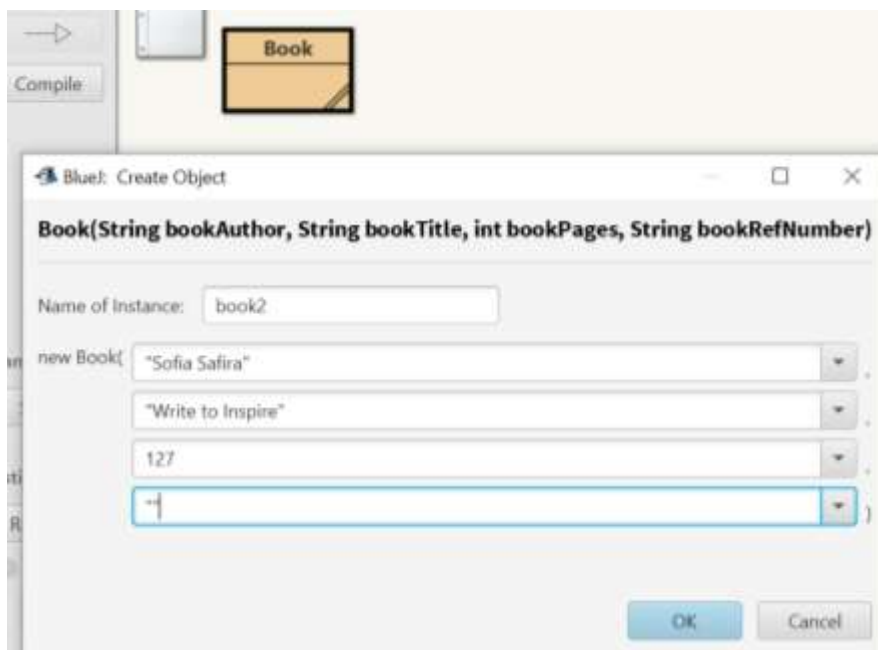 Book
Compile
BlueJ: Create Object
Book(String bookAuthor, String bookTitle, int bookPages, String bookRefNumber)
Name of Instance: book2
new Book( "Sofia Safira" ,
"Write to Inspire" ,
127 ,
"" )
OK Cancel